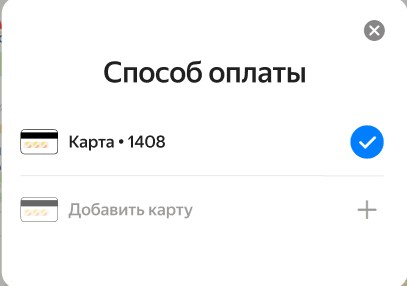 Способ оплаты
Карта • 1408
Добавить карту